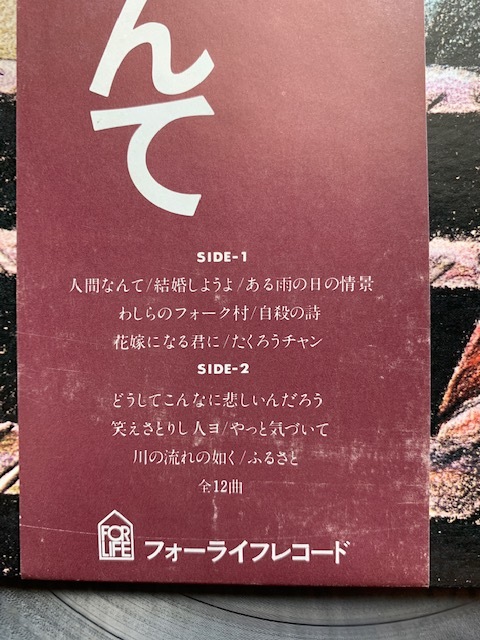 んて
SIDE-1
人間なんて/結婚しようよ/ある雨の日の情景
わしらのフォーク村/自殺の詩
花嫁になる君に/たくろうチャン
SIDE-2
どうしてこんなに悲しいんだろう
笑えさとりし人ヨ/やっと気づいて
川の流れの如く/ふるさと
全12曲
FOR LIFE
フォーライフレコード